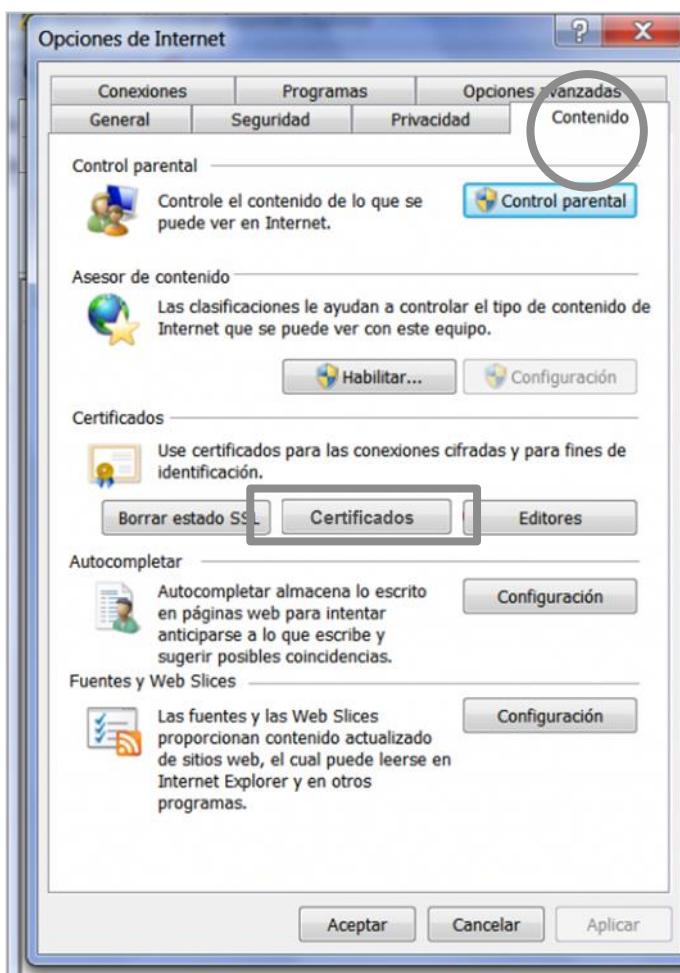 Opciones de Internet
Conexiones Programas Opciones avanzadas
General Seguridad Privacidad Contenido
Control parental
Controle el contenido de lo que se
puede ver en Internet.
Control parental
Asesor de contenido
Las clasificaciones le ayudan a controlar el tipo de contenido de
Internet que se puede ver con este equipo.
Habilitar... Configuración
Certificados
Use certificados para las conexiones cifradas y para fines de
identificación.
Borrar estado SSL Certificados Editores
Autocompletar
Autocompletar almacena lo escrito
en páginas web para intentar
anticiparse a lo que escribe y
sugerir posibles coincidencias.
Configuración
Fuentes y Web Slices
Las fuentes y las Web Slices
proporcionan contenido actualizado
de sitios web, el cual puede leerse en
Internet Explorer y en otros
programas.
Configuración
Aceptar Cancelar Aplicar